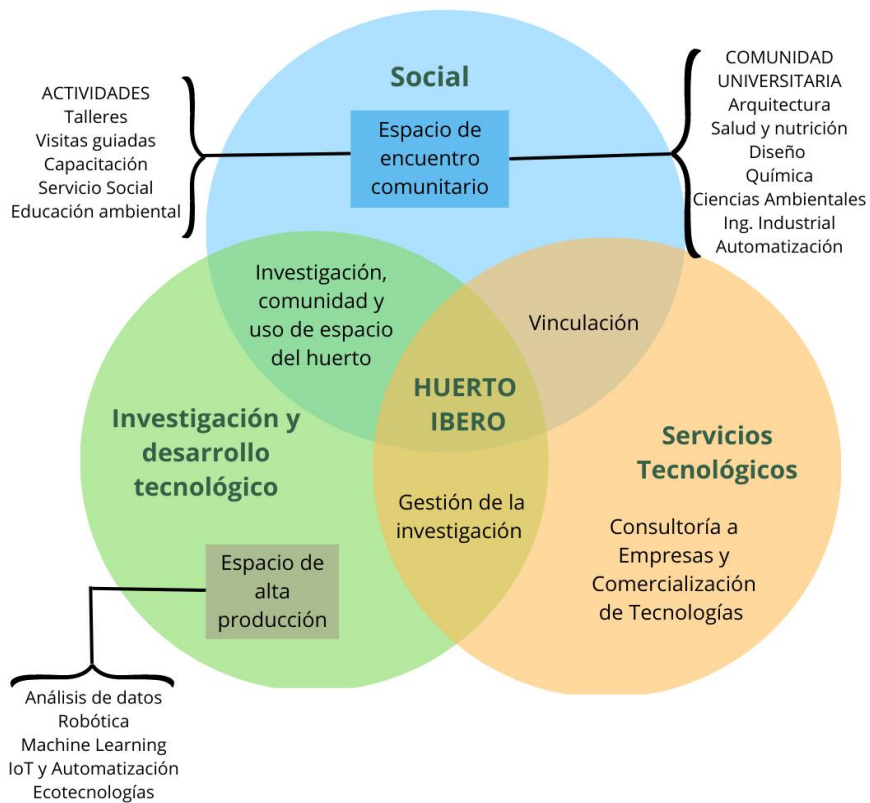 Social
ACTIVIDADES
Talleres
Visitas guiadas
Capacitación
Servicio Social
Educación ambiental
Espacio de
encuentro
comunitario
COMUNIDAD
UNIVERSITARIA
Arquitectura
Salud y nutrición
Diseño
Química
Ciencias Ambientales
Ing. Industrial
Automatización
Investigación,
comunidad y
uso de espacio
del huerto
Vinculación
HUERTO
IBERO
Investigación y
desarrollo
tecnológico
Servicios
Tecnológicos
Gestión de la
investigación
Consultoría a
Empresas y
Comercialización
de Tecnologías
Espacio de
alta
producción
Análisis de datos
Robótica
Machine Learning
IoT y Automatización
Ecotecnologías